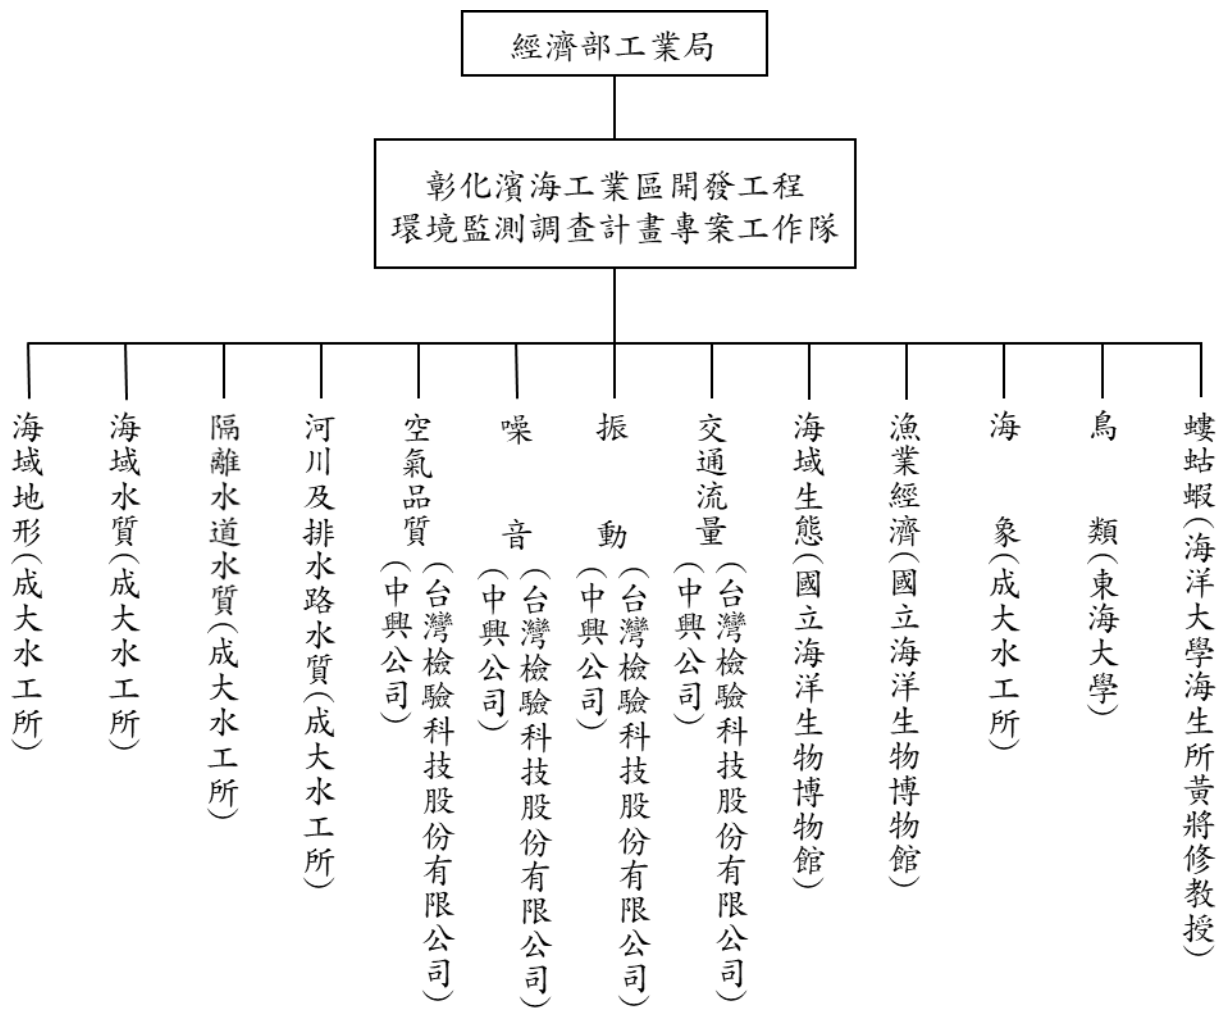 經濟部工業局
彰化濱海工業區開發工程
環境監測調查計畫專案工作隊
海域地形(成大水工所)
海域水質(成大水工所)
隔離水道水質(成大水工所)
河川及排水路水質(成大水工所)
空氣品質
(台灣檢驗科技股份有限公司)
(中興公司)
噪音
(台灣檢驗科技股份有限公司)
(中興公司)
振動
(台灣檢驗科技股份有限公司)
(中興公司)
交通流量
(台灣檢驗科技股份有限公司)
(中興公司)
海域生態(國立海洋生物博物館)
漁業經濟(國立海洋生物博物館)
海象(成大水工所)
鳥類(東海大學)
螻蛄蝦(海洋大學海生所黃將修教授)